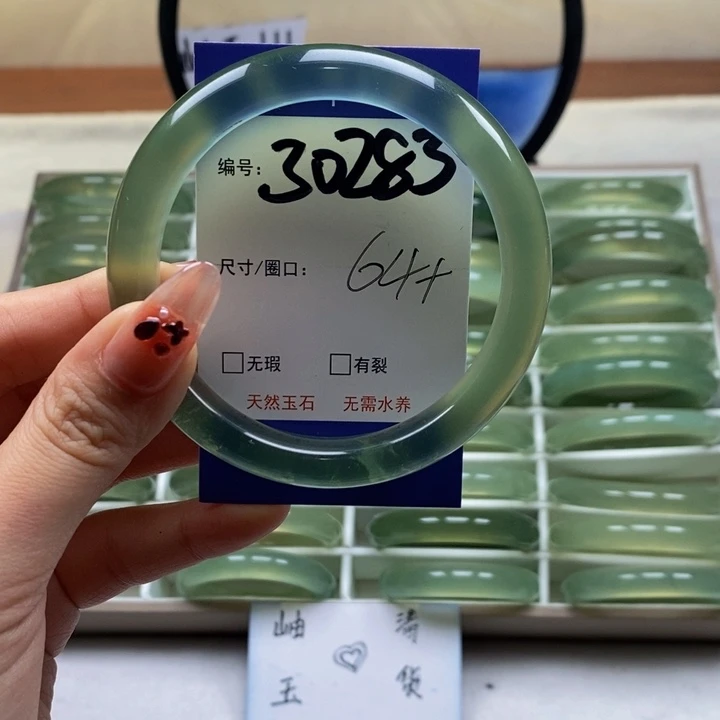 编号: 30283
尺寸/圈口: 64+
无瑕 有裂
天然玉石 无需水养
岫玉 ♡ 清货